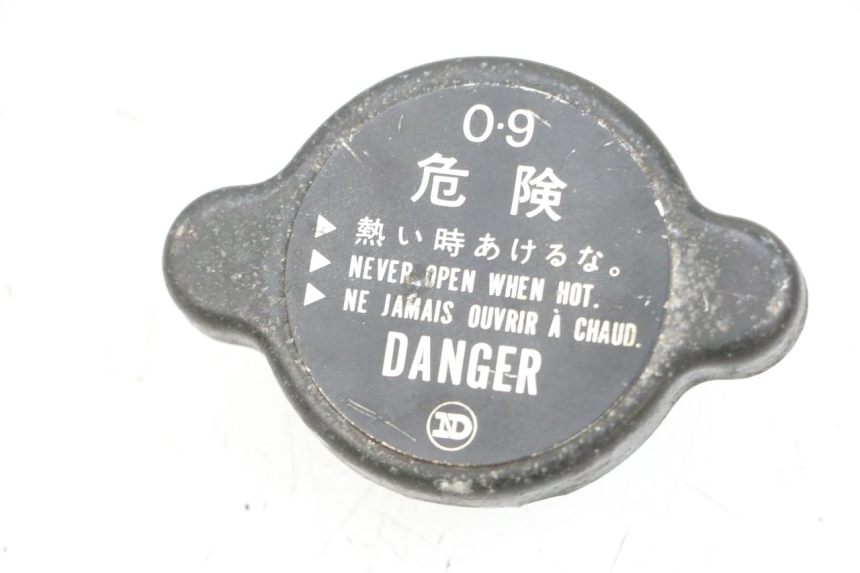 0·9
危険
▶ 熱い時あけるな。
▶ NEVER OPEN WHEN HOT.
▶ NE JAMAIS OUVRIR À CHAUD.
DANGER
ND